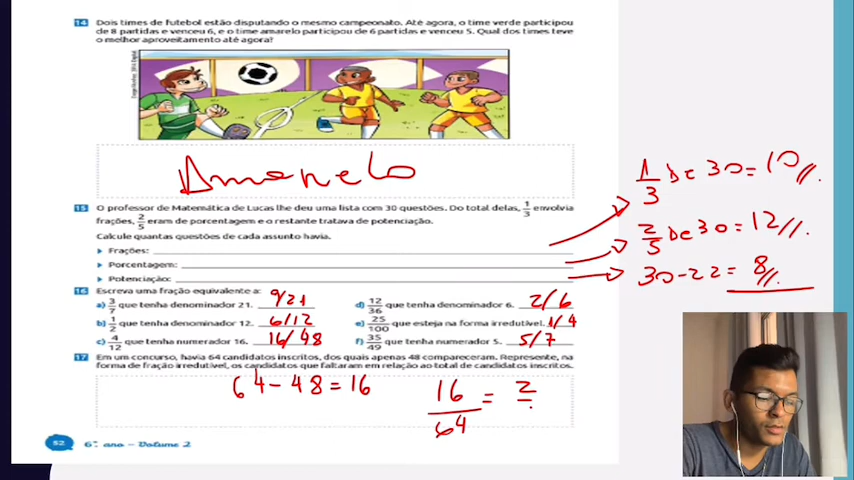 14 Dois times de futebol estão disputando o mesmo campeonato. Até agora, o time verde participou
de 8 partidas e venceu 6, e o time amarelo participou de 6 partidas e venceu 5. Qual dos times teve
o melhor aproveitamento até agora?
Amarelo
15 O professor de Matemática de Lucas lhe deu uma lista com 30 questões. Do total delas, 1/3 envolvia
frações, 2/5 eram de porcentagem e o restante tratava de potenciação.
Calcule quantas questões de cada assunto havia.
Frações:
Porcentagem:
Potenciação:
1/3 de 30 = 10//.
2/5 de 30 = 12//.
30-22 = 8//.
16 Escreva uma fração equivalente a:
a) 3/7 que tenha denominador 21. 9/21
b) 1/2 que tenha denominador 12. 6/12
c) 4/12 que tenha numerador 16. 16/48
d) 12/36 que tenha denominador 6. 2/6
e) 25/100 que esteja na forma irredutível. 1/4
f) 35/49 que tenha numerador 5. 5/7
17 Em um concurso, havia 64 candidatos inscritos, dos quais apenas 48 compareceram. Represente, na
forma de fração irredutível, os candidatos que faltaram em relação ao total de candidatos inscritos.
64-48=16
16/64 = 2
52 6º. ano – Volume 2